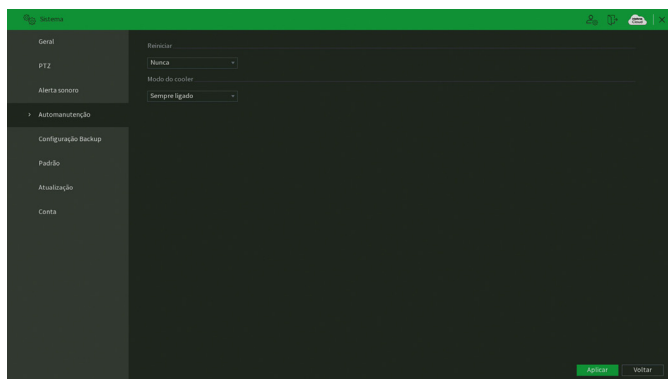 Sistema
Geral
PTZ
Alerta sonoro
Automanutenção
Configuração Backup
Padrão
Atualização
Conta
Reiniciar
Nunca
Modo do cooler
Sempre ligado
Aplicar
Voltar